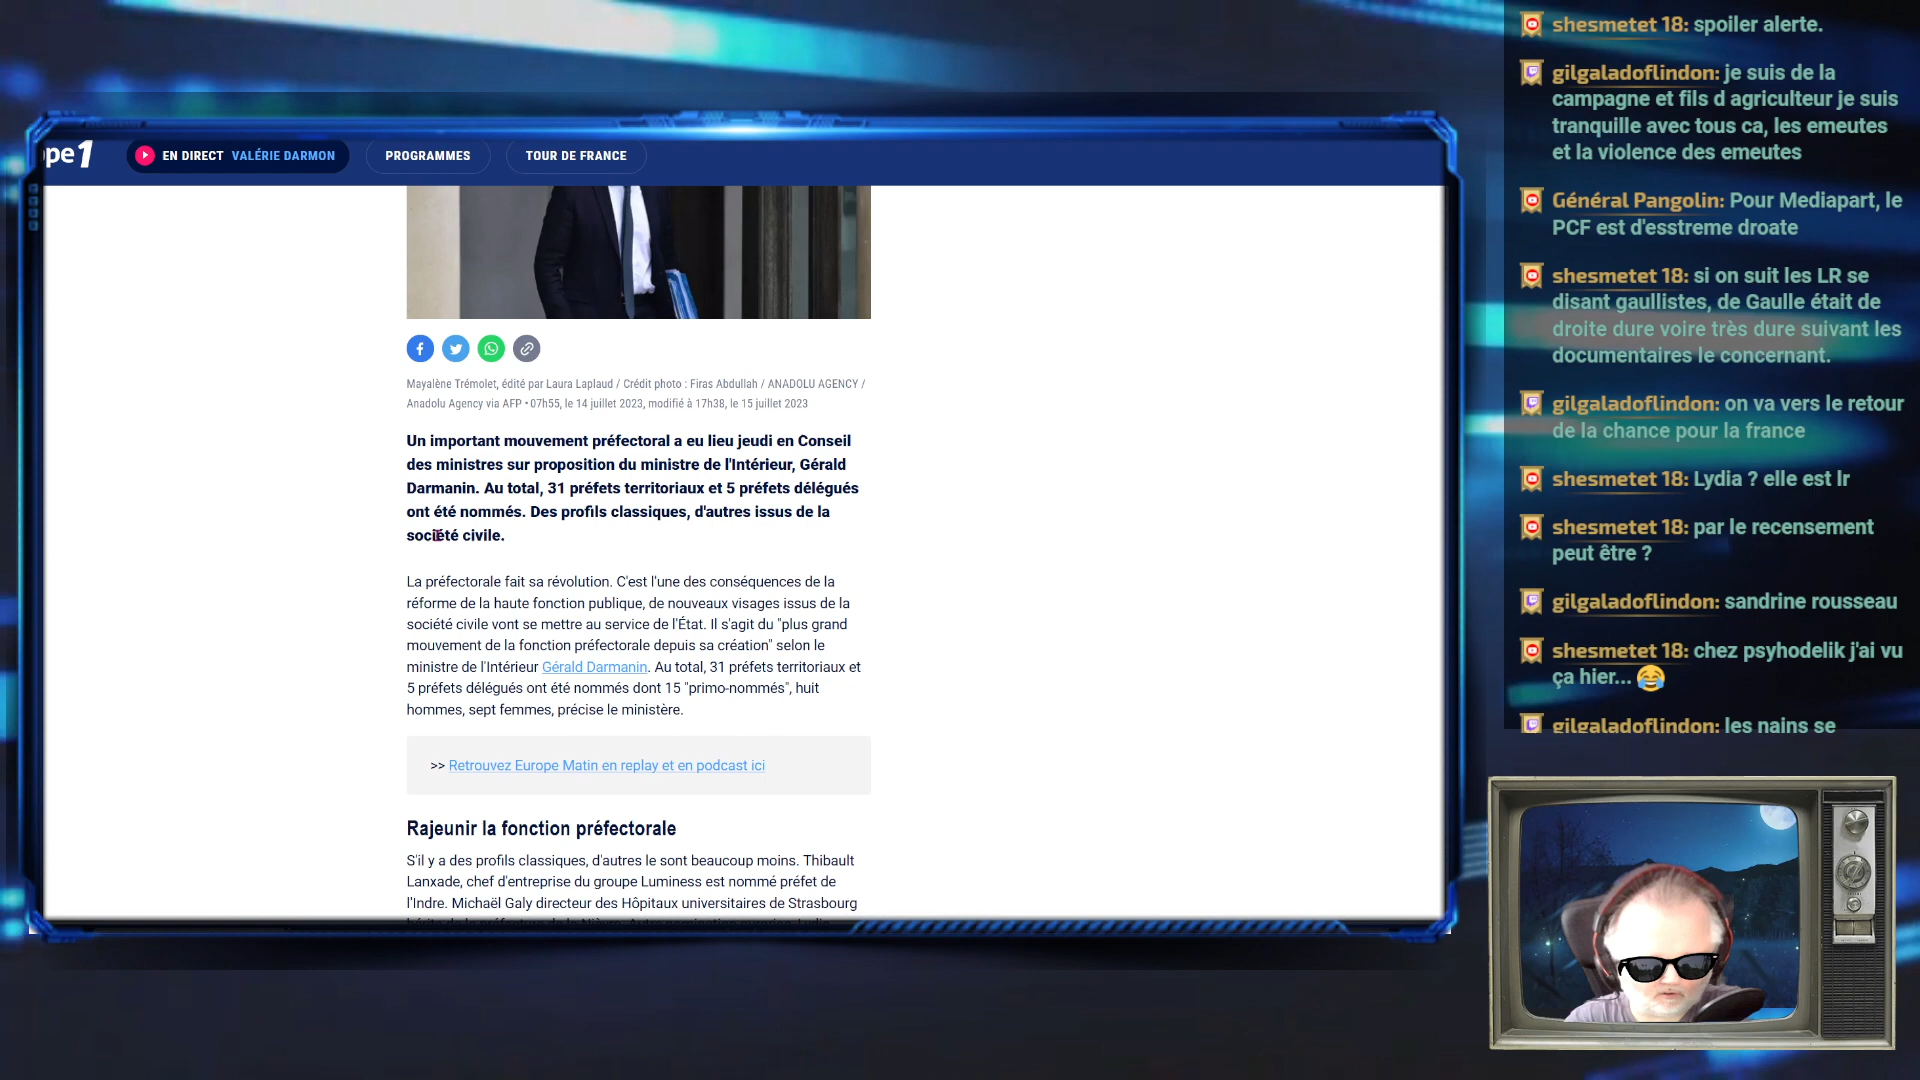 pe1
EN DIRECT VALÉRIE DARMON
PROGRAMMES
TOUR DE FRANCE
Mayalène Trémolet, édité par Laura Laplaud / Crédit photo : Firas Abdullah / ANADOLU AGENCY /
Anadolu Agency via AFP • 07h55, le 14 juillet 2023, modifié à 17h38, le 15 juillet 2023
Un important mouvement préfectoral a eu lieu jeudi en Conseil
des ministres sur proposition du ministre de l'Intérieur, Gérald
Darmanin. Au total, 31 préfets territoriaux et 5 préfets délégués
ont été nommés. Des profils classiques, d'autres issus de la
société civile.
La préfectorale fait sa révolution. C'est l'une des conséquences de la
réforme de la haute fonction publique, de nouveaux visages issus de la
société civile vont se mettre au service de l'État. Il s'agit du "plus grand
mouvement de la fonction préfectorale depuis sa création" selon le
ministre de l'Intérieur Gérald Darmanin. Au total, 31 préfets territoriaux et
5 préfets délégués ont été nommés dont 15 "primo-nommés", huit
hommes, sept femmes, précise le ministère.
>> Retrouvez Europe Matin en replay et en podcast ici
Rajeunir la fonction préfectorale
S'il y a des profils classiques, d'autres le sont beaucoup moins. Thibault
Lanxade, chef d'entreprise du groupe Luminess est nommé préfet de
l'Indre. Michaël Galy directeur des Hôpitaux universitaires de Strasbourg
shesmetet 18: spoiler alerte.
gilgaladoflindon: je suis de la
campagne et fils d agriculteur je suis
tranquille avec tous ca, les emeutes
et la violence des emeutes
Général Pangolin: Pour Mediapart, le
PCF est d'esstreme droate
shesmetet 18: si on suit les LR se
disant gaullistes, de Gaulle était de
droite dure voire très dure suivant les
documentaires le concernant.
gilgaladoflindon: on va vers le retour
de la chance pour la france
shesmetet 18: Lydia ? elle est lr
shesmetet 18: par le recensement
peut être ?
gilgaladoflindon: sandrine rousseau
shesmetet 18: chez psyhodelik j'ai vu
ça hier... 😂
gilgaladoflindon: les nains se